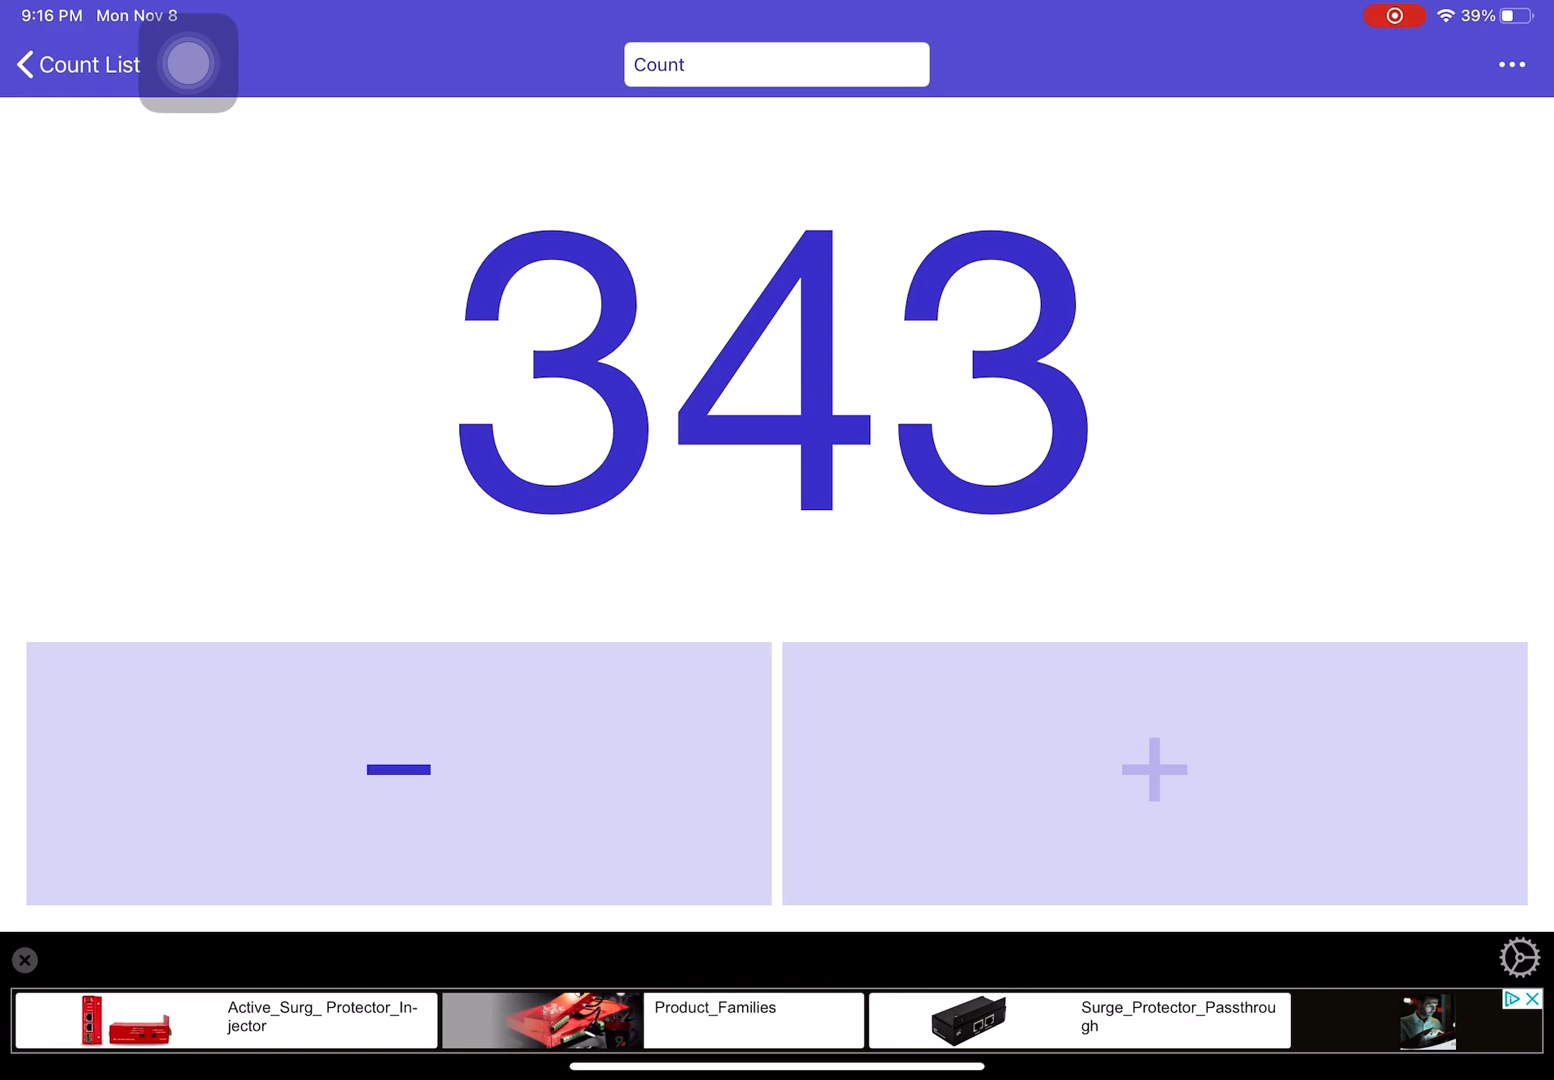 9:16 PM Mon Nov 8
39%
Count List
Count
343
Active_Surg_ Protector_In-
jector
Product_Families
Surge_Protector_Passthrou
gh